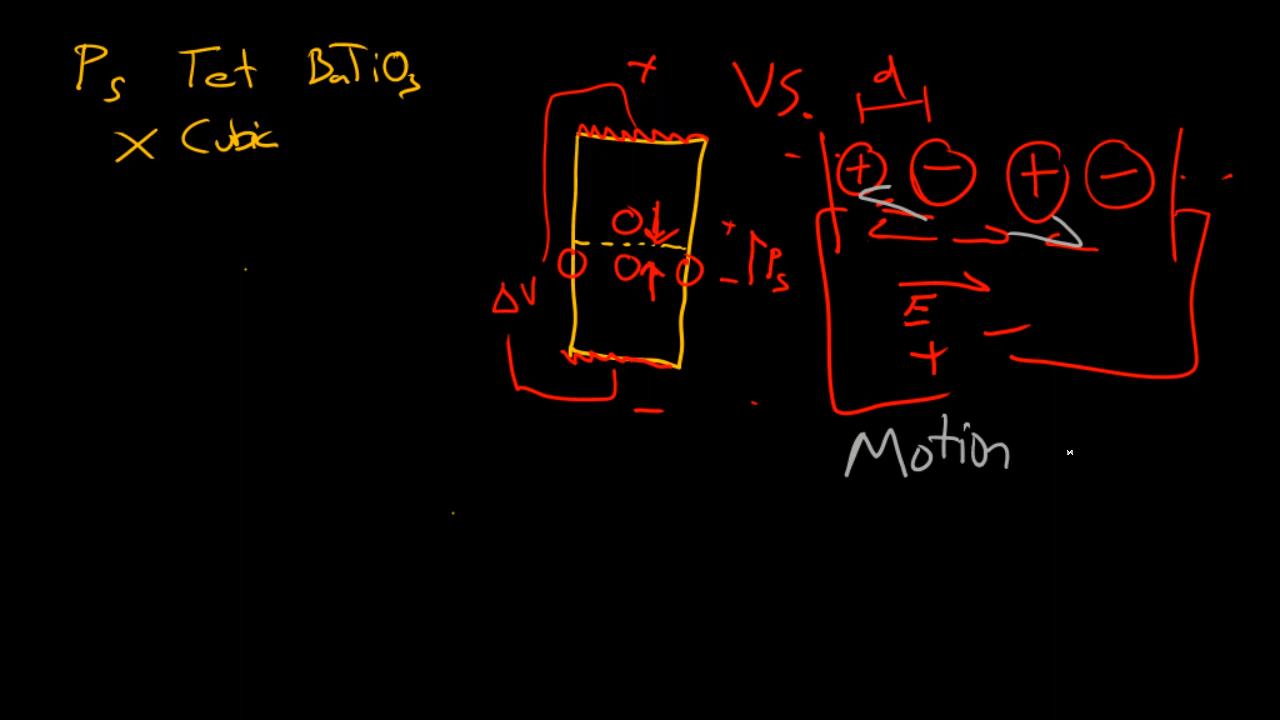 Ps Tet BaTiO3
X Cubic
+
VS.
d
-
+ - + -
+
- Ps
ΔV
-
E
+ -
Motion